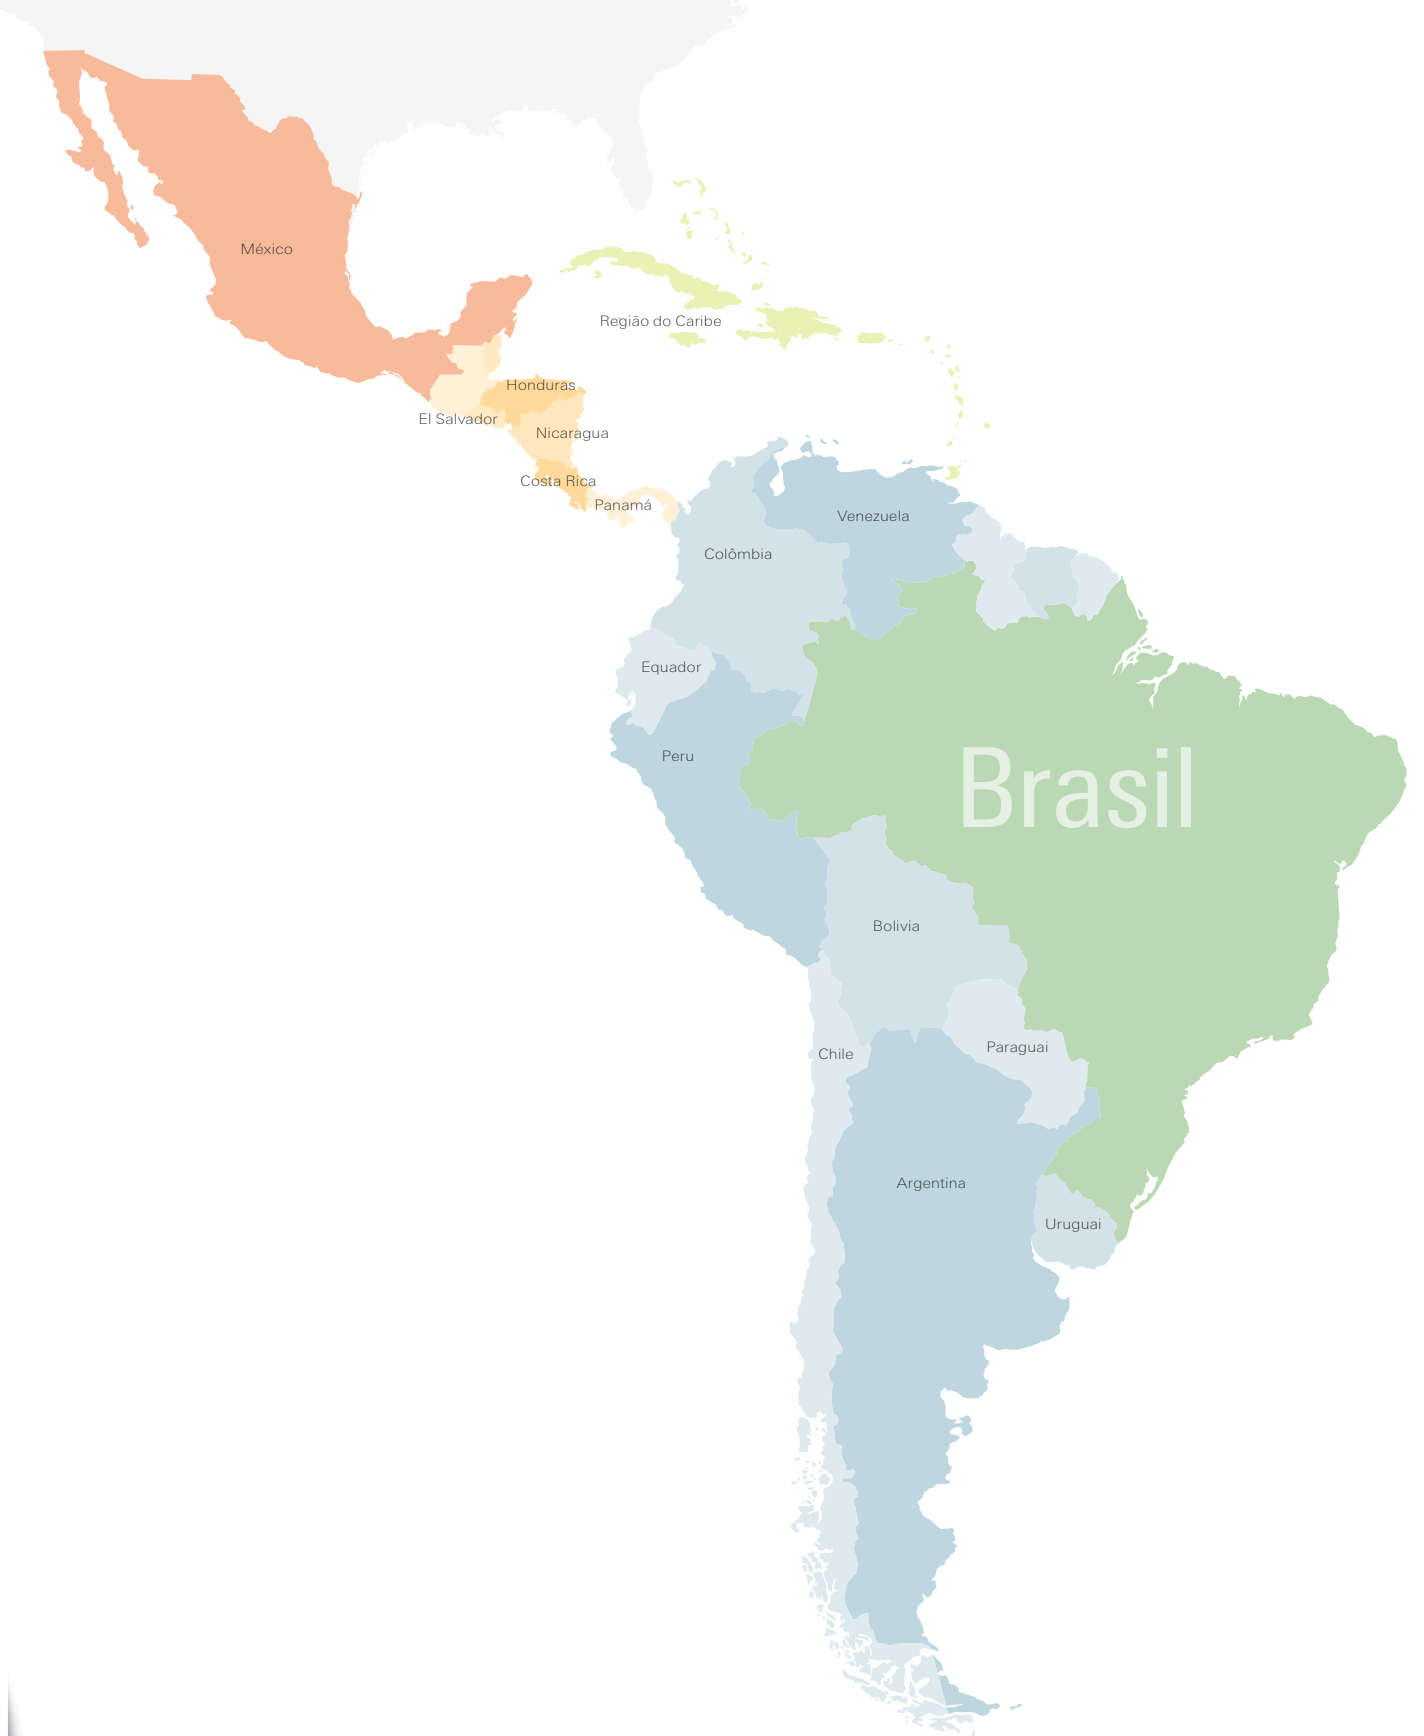 México
Região do Caribe
Honduras
El Salvador
Nicaragua
Costa Rica
Panamá
Venezuela
Colômbia
Equador
Peru
Brasil
Bolivia
Chile
Paraguai
Argentina
Uruguai